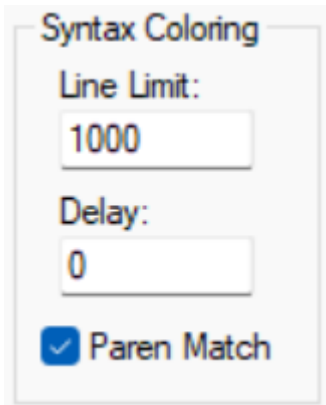 Syntax Coloring
Line Limit:
1000
Delay:
0
Paren Match